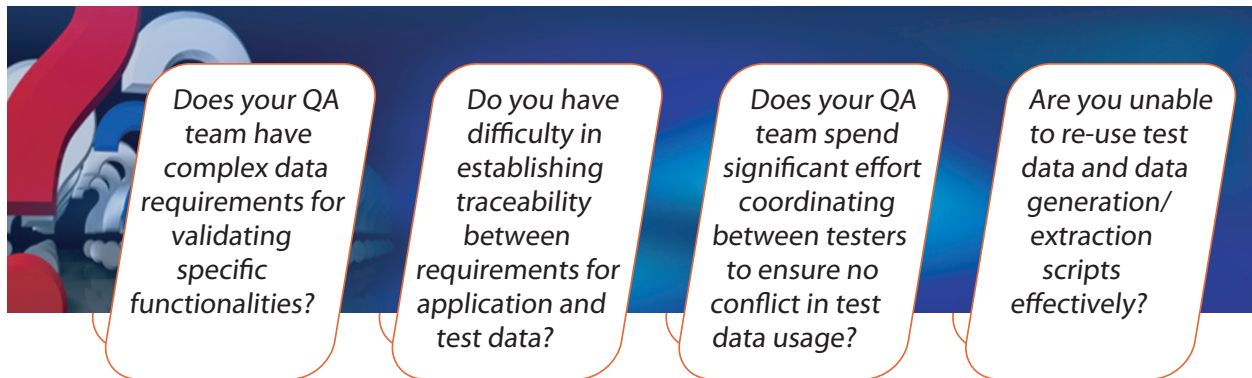 Does your QA
team have
complex data
requirements for
validating
specific
functionalities?
Do you have
difficulty in
establishing
traceability
between
requirements for
application and
test data?
Does your QA
team spend
significant effort
coordinating
between testers
to ensure no
conflict in test
data usage?
Are you unable
to re-use test
data and data
generation/
extraction
scripts
effectively?